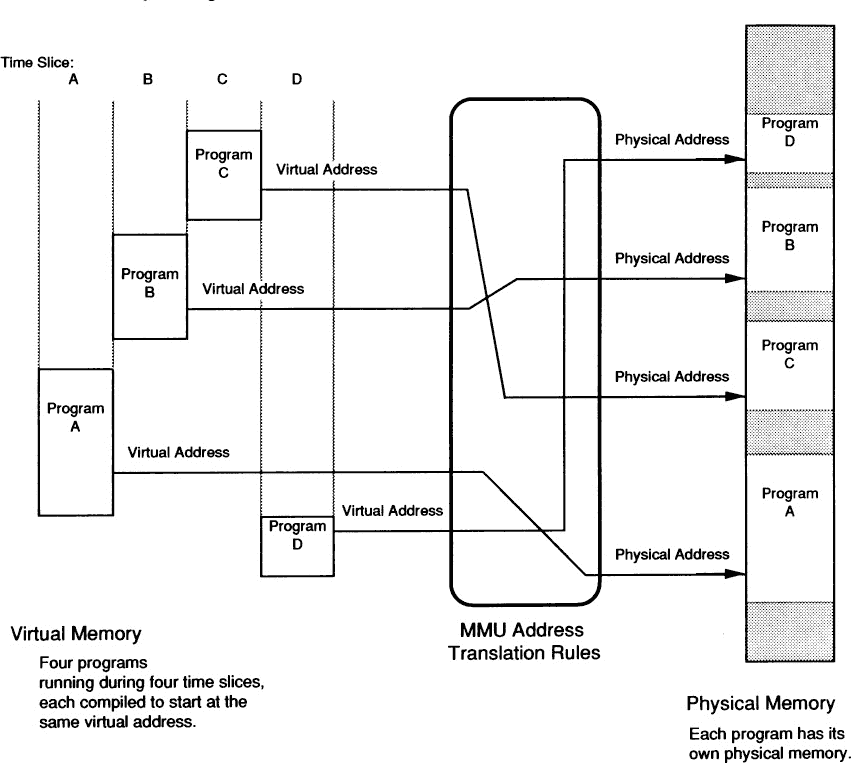 Time Slice:
A B C D
Program
C
Virtual Address
Program
B
Virtual Address
Program
A
Virtual Address
Program
D
Virtual Address
Physical Address
Physical Address
Physical Address
Physical Address
Program
D
Program
B
Program
C
Program
A
Virtual Memory
Four programs
running during four time slices,
each compiled to start at the
same virtual address.
MMU Address
Translation Rules
Physical Memory
Each program has its
own physical memory.